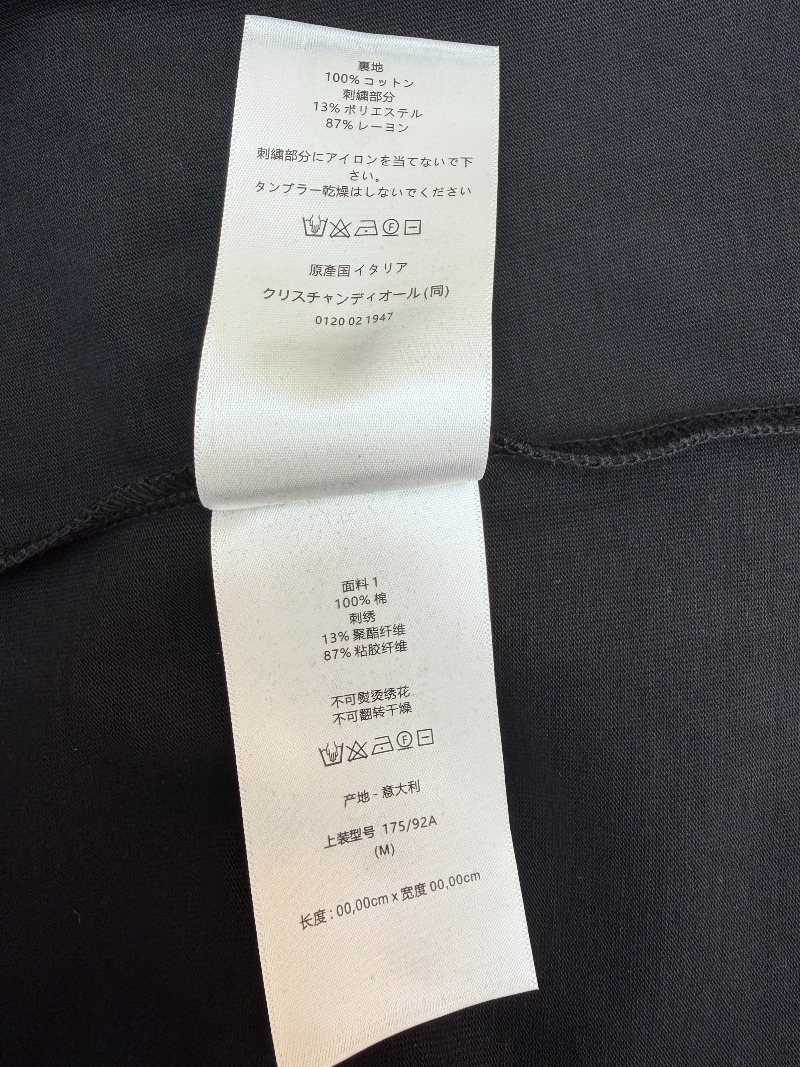 裏地
100% コットン
刺繍部分
13% ポリエステル
87% レーヨン
刺繍部分にアイロンを当てないで下
さい。
タンブラー乾燥はしないでください
F
原產国イタリア
クリスチャンディオール(同)
0120 02 1947
面料 1
100% 棉
刺绣
13% 聚酯纤维
87% 粘胶纤维
不可熨烫绣花
不可翻转干燥
F
产地 - 意大利
上装型号 175/92A
(M)
长度 : 00,00cm x 宽度 00,00cm